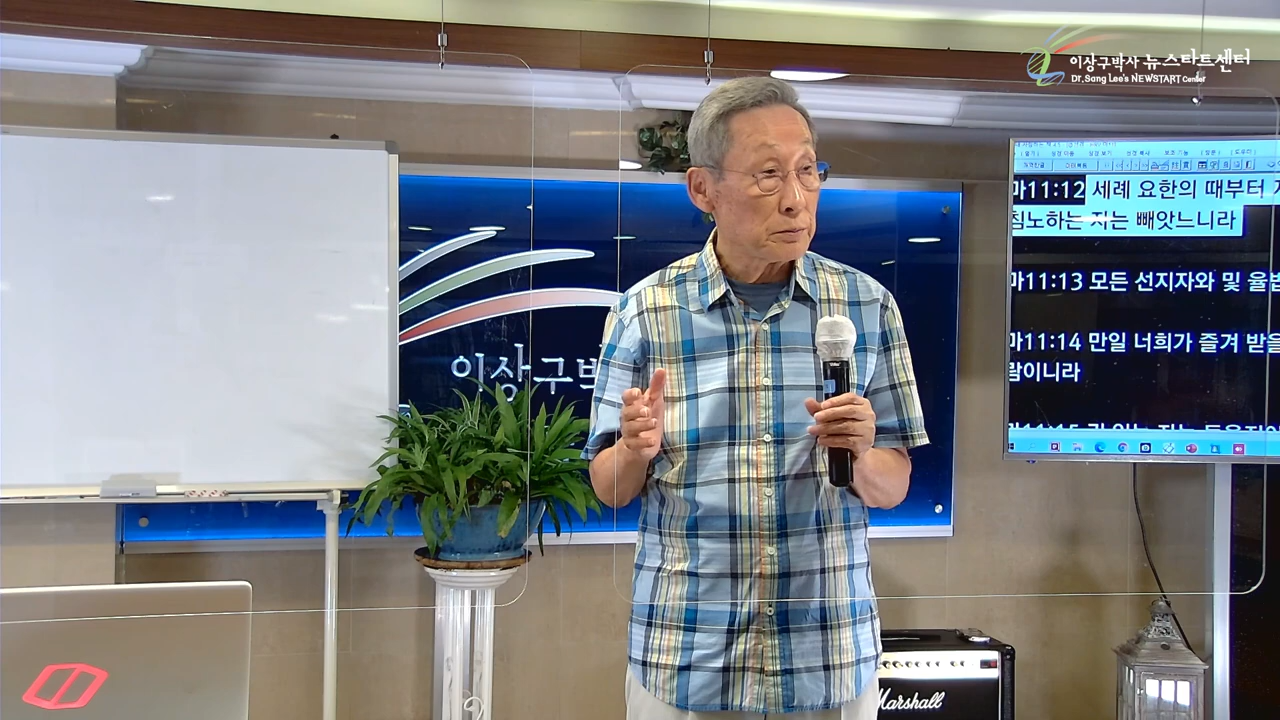 이상구박사 뉴스타트센터
Dr. Sang Lee's NEWSTART Center
마11:12 세례 요한의 때부터
침노하는 자는 빼앗느니라
마11:13 모든 선지자와 및 율법
마11:14 만일 너희가 즐겨 받을
람이니라
이상구박
Marshall